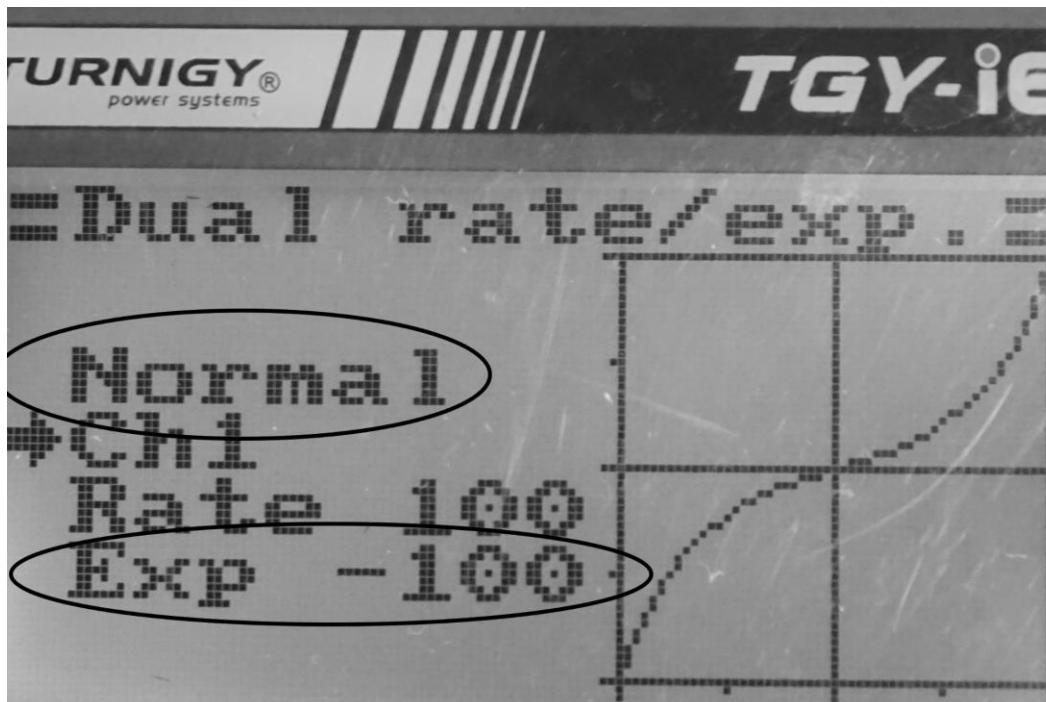 TURNIGY®
power systems
TGY-i6
=Dual rate/exp.=
Normal
Ch1
Rate 100
Exp -100